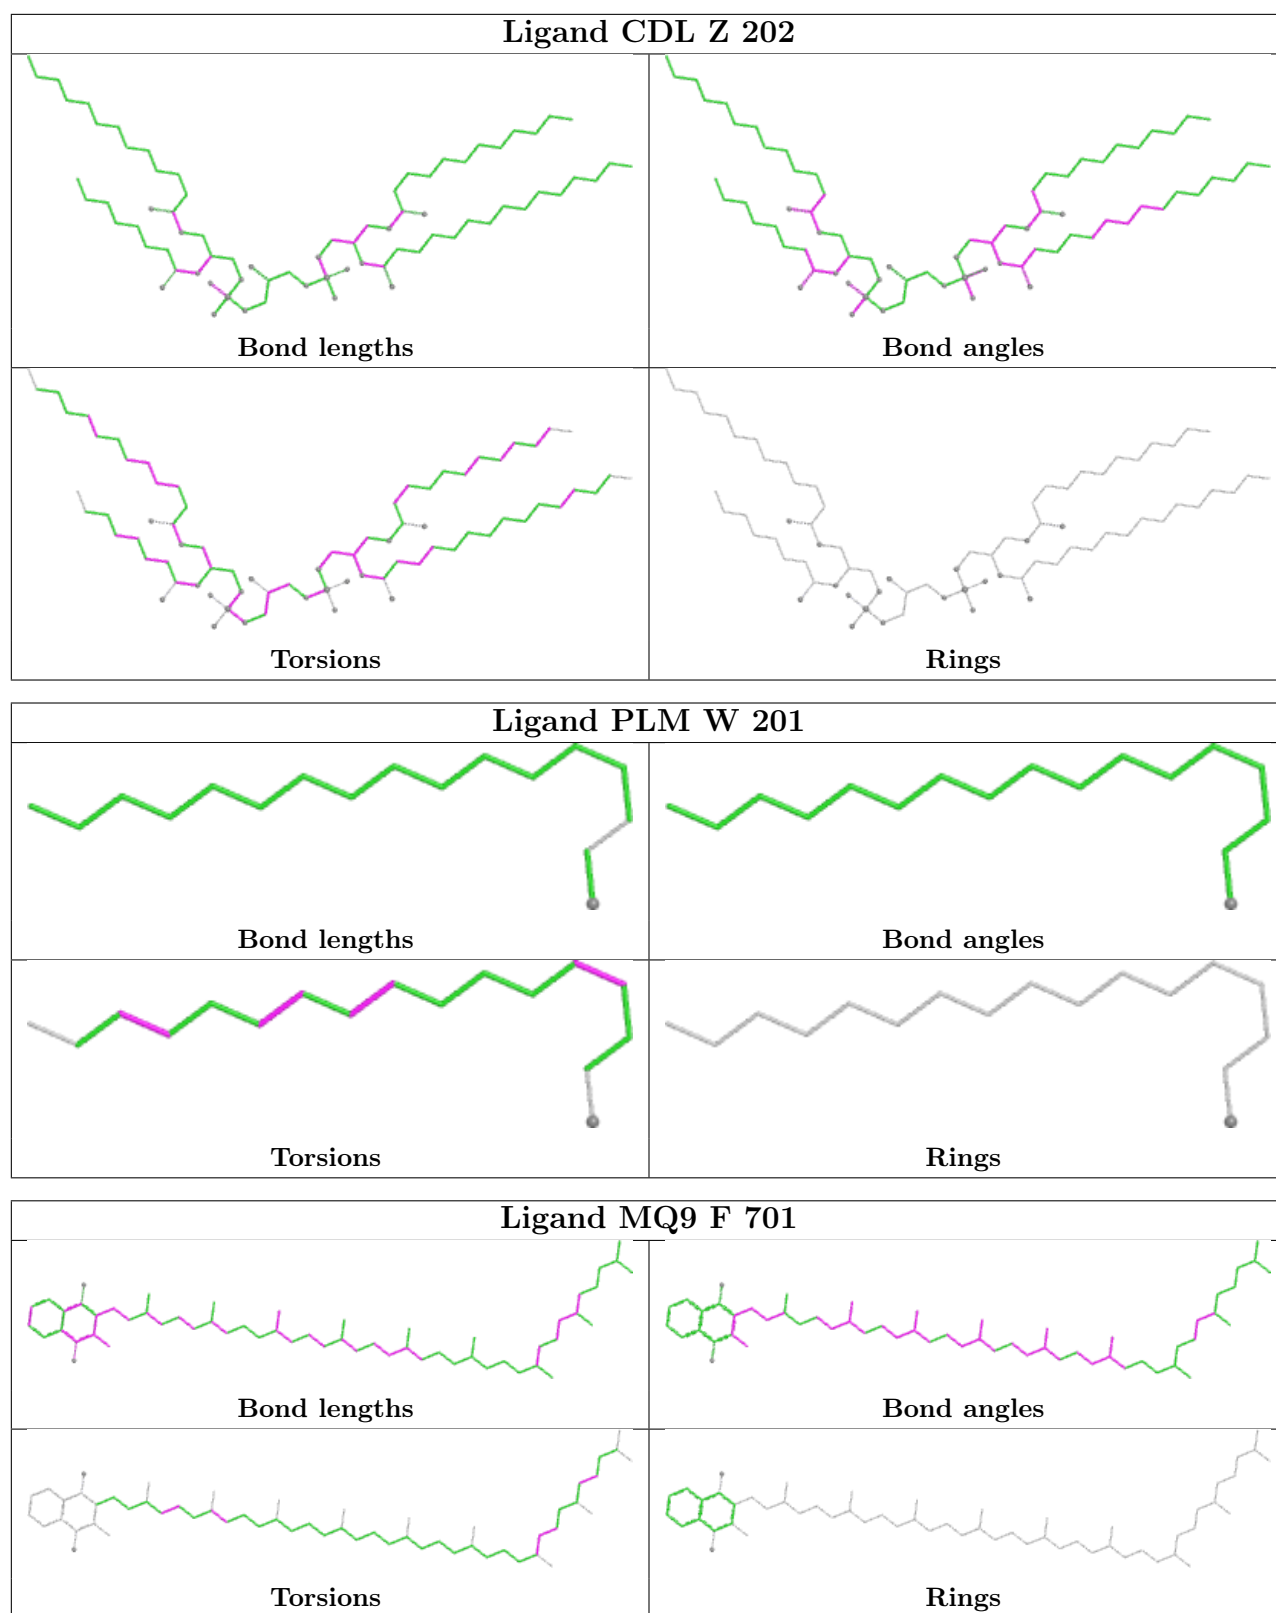 Ligand CDL Z 202
Bond lengths
Bond angles
Torsions
Rings
Ligand PLM W 201
Bond lengths
Bond angles
Torsions
Rings
Ligand MQ9 F 701
Bond lengths
Bond angles
Torsions
Rings